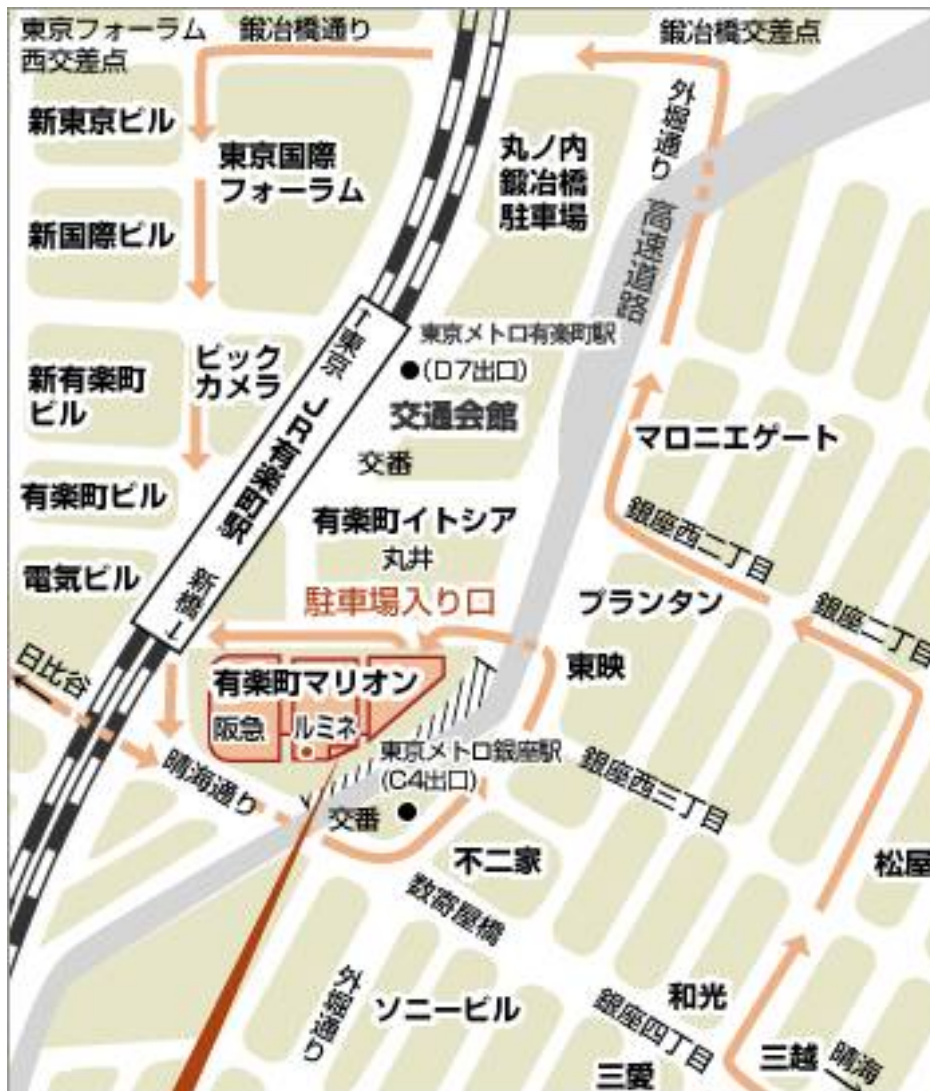 東京フォーラム
西交差点
鍛冶橋通り
鍛冶橋交差点
新東京ビル
東京国際
フォーラム
丸ノ内
鍛冶橋
駐車場
外堀通り
高速道路
新国際ビル
↑東京 JR有楽町駅 新橋↓
東京メトロ有楽町駅
●(D7出口)
ビック
カメラ
新有楽町
ビル
交通会館
マロニエゲート
交番
有楽町ビル
有楽町イトシア
丸井
銀座西二丁目
電気ビル
駐車場入り口
プランタン
銀座二丁目
日比谷
有楽町マリオン
東映
阪急
ルミネ
東京メトロ銀座駅
(C4出口)
晴海通り
交番
銀座西三丁目
不二家
松屋
数寄屋橋
外堀通り
ソニービル
和光
銀座四丁目
三越
晴海
三愛